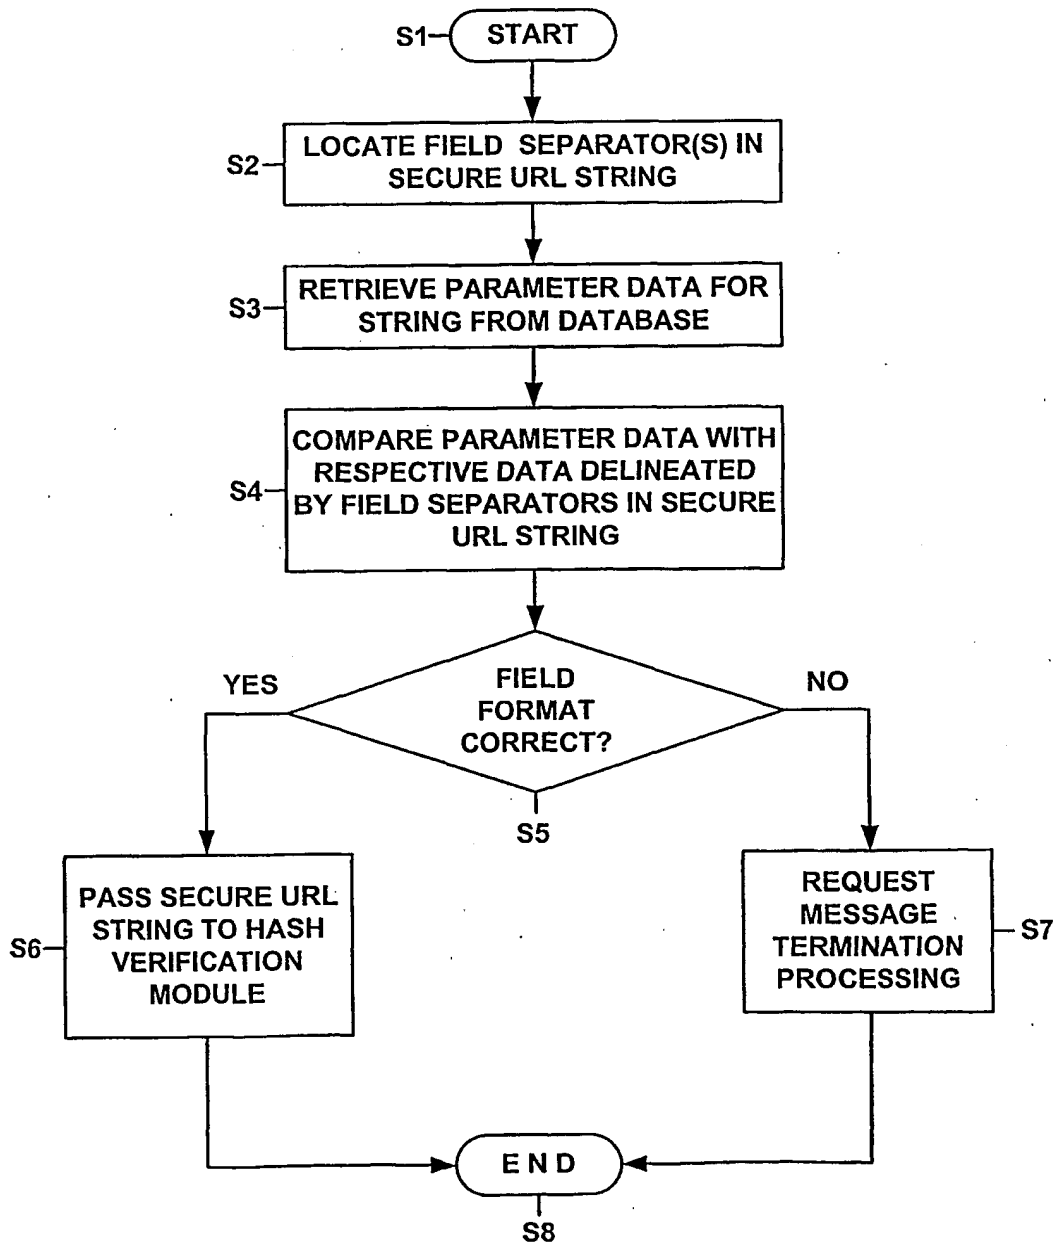 S1
START
S2
LOCATE FIELD SEPARATOR(S) IN
SECURE URL STRING
S3
RETRIEVE PARAMETER DATA FOR
STRING FROM DATABASE
S4
COMPARE PARAMETER DATA WITH
RESPECTIVE DATA DELINEATED
BY FIELD SEPARATORS IN SECURE
URL STRING
YES
FIELD
FORMAT
CORRECT?
NO
S5
S6
PASS SECURE URL
STRING TO HASH
VERIFICATION
MODULE
REQUEST
MESSAGE
TERMINATION
PROCESSING
S7
END
S8